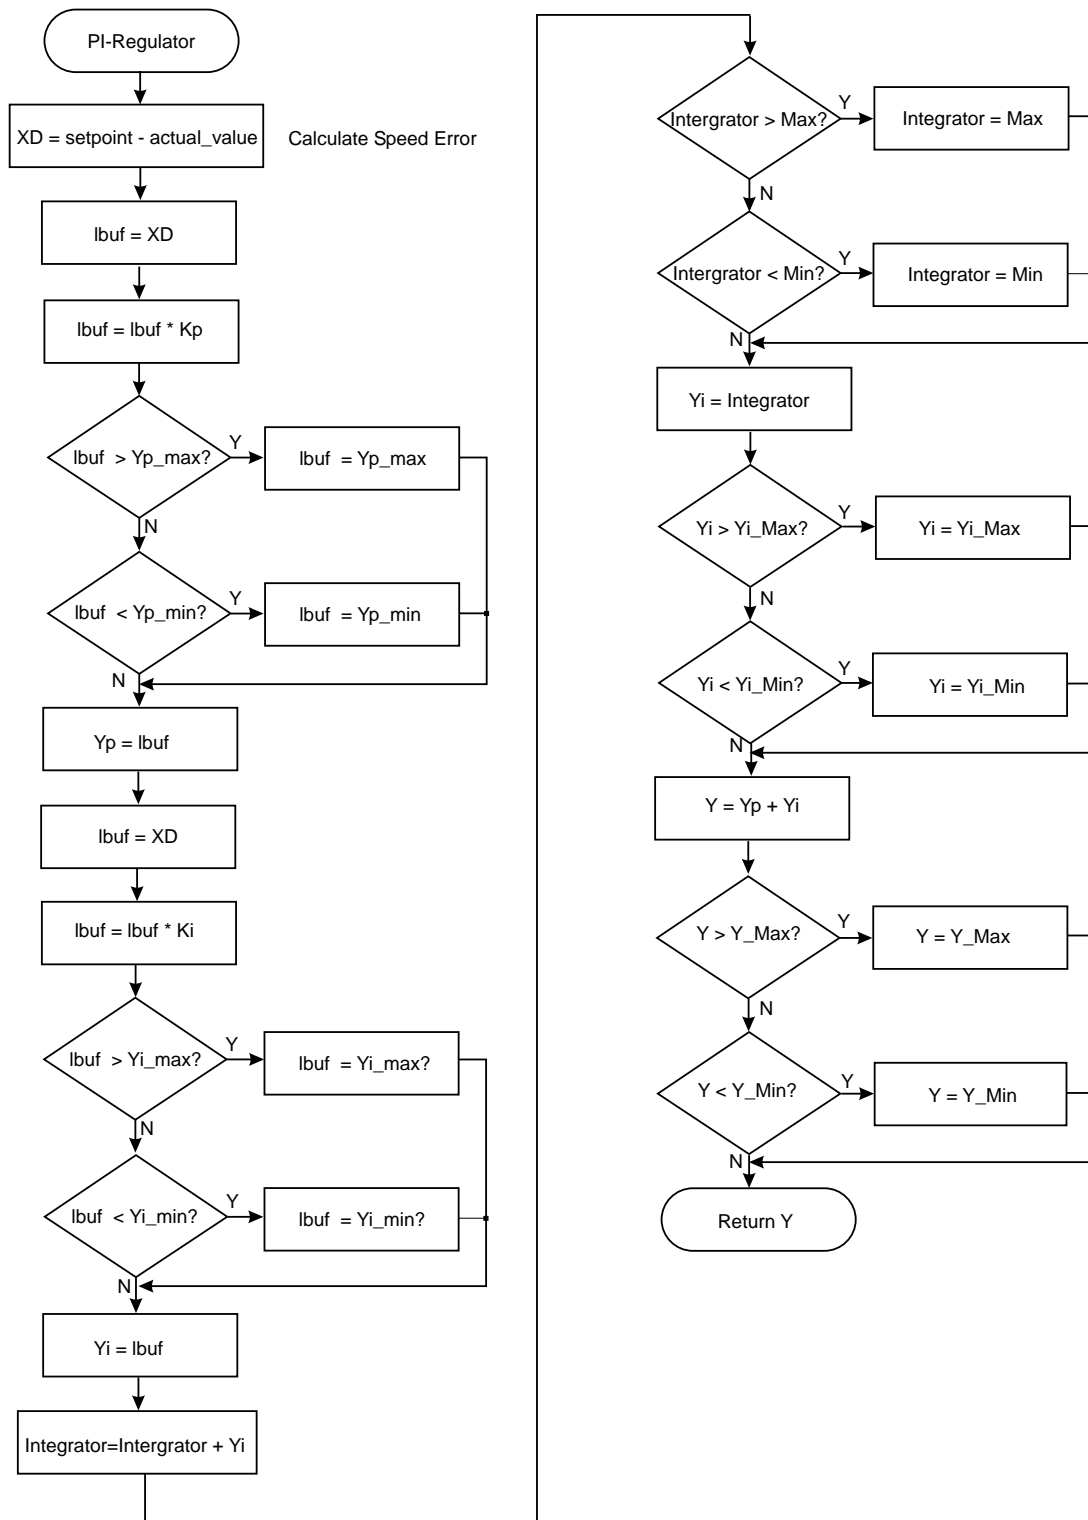 PI-Regulator
XD = setpoint - actual_value
Calculate Speed Error
Ibuf = XD
Ibuf = Ibuf * Kp
Ibuf > Yp_max?
Y
Ibuf = Yp_max
N
Ibuf < Yp_min?
Y
Ibuf = Yp_min
N
Yp = Ibuf
Ibuf = XD
Ibuf = Ibuf * Ki
Ibuf > Yi_max?
Y
Ibuf = Yi_max?
N
Ibuf < Yi_min?
Y
Ibuf = Yi_min?
N
Yi = Ibuf
Integrator=Intergrator + Yi
Intergrator > Max?
Y
Integrator = Max
N
Intergrator < Min?
Y
Integrator = Min
N
Yi = Integrator
Yi > Yi_Max?
Y
Yi = Yi_Max
N
Yi < Yi_Min?
Y
Yi = Yi_Min
N
Y = Yp + Yi
Y > Y_Max?
Y
Y = Y_Max
N
Y < Y_Min?
Y
Y = Y_Min
N
Return Y